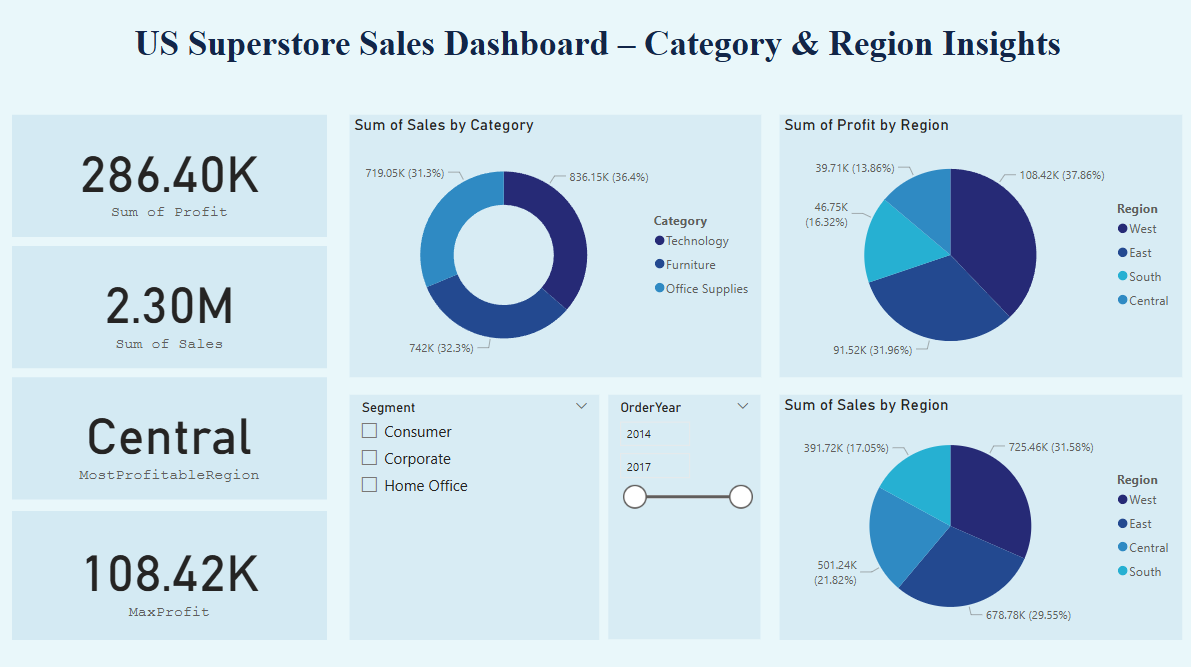 US Superstore Sales Dashboard – Category & Region Insights
286.40K
Sum of Profit
2.30M
Sum of Sales
Central
MostProfitableRegion
108.42K
MaxProfit
Sum of Sales by Category
719.05K (31.3%)
836.15K (36.4%)
742K (32.3%)
Category
Technology
Furniture
Office Supplies
Sum of Profit by Region
39.71K (13.86%)
108.42K (37.86%)
46.75K
(16.32%)
91.52K (31.96%)
Region
West
East
South
Central
Segment
Consumer
Corporate
Home Office
OrderYear
2014
2017
Sum of Sales by Region
391.72K (17.05%)
725.46K (31.58%)
501.24K
(21.82%)
678.78K (29.55%)
Region
West
East
Central
South